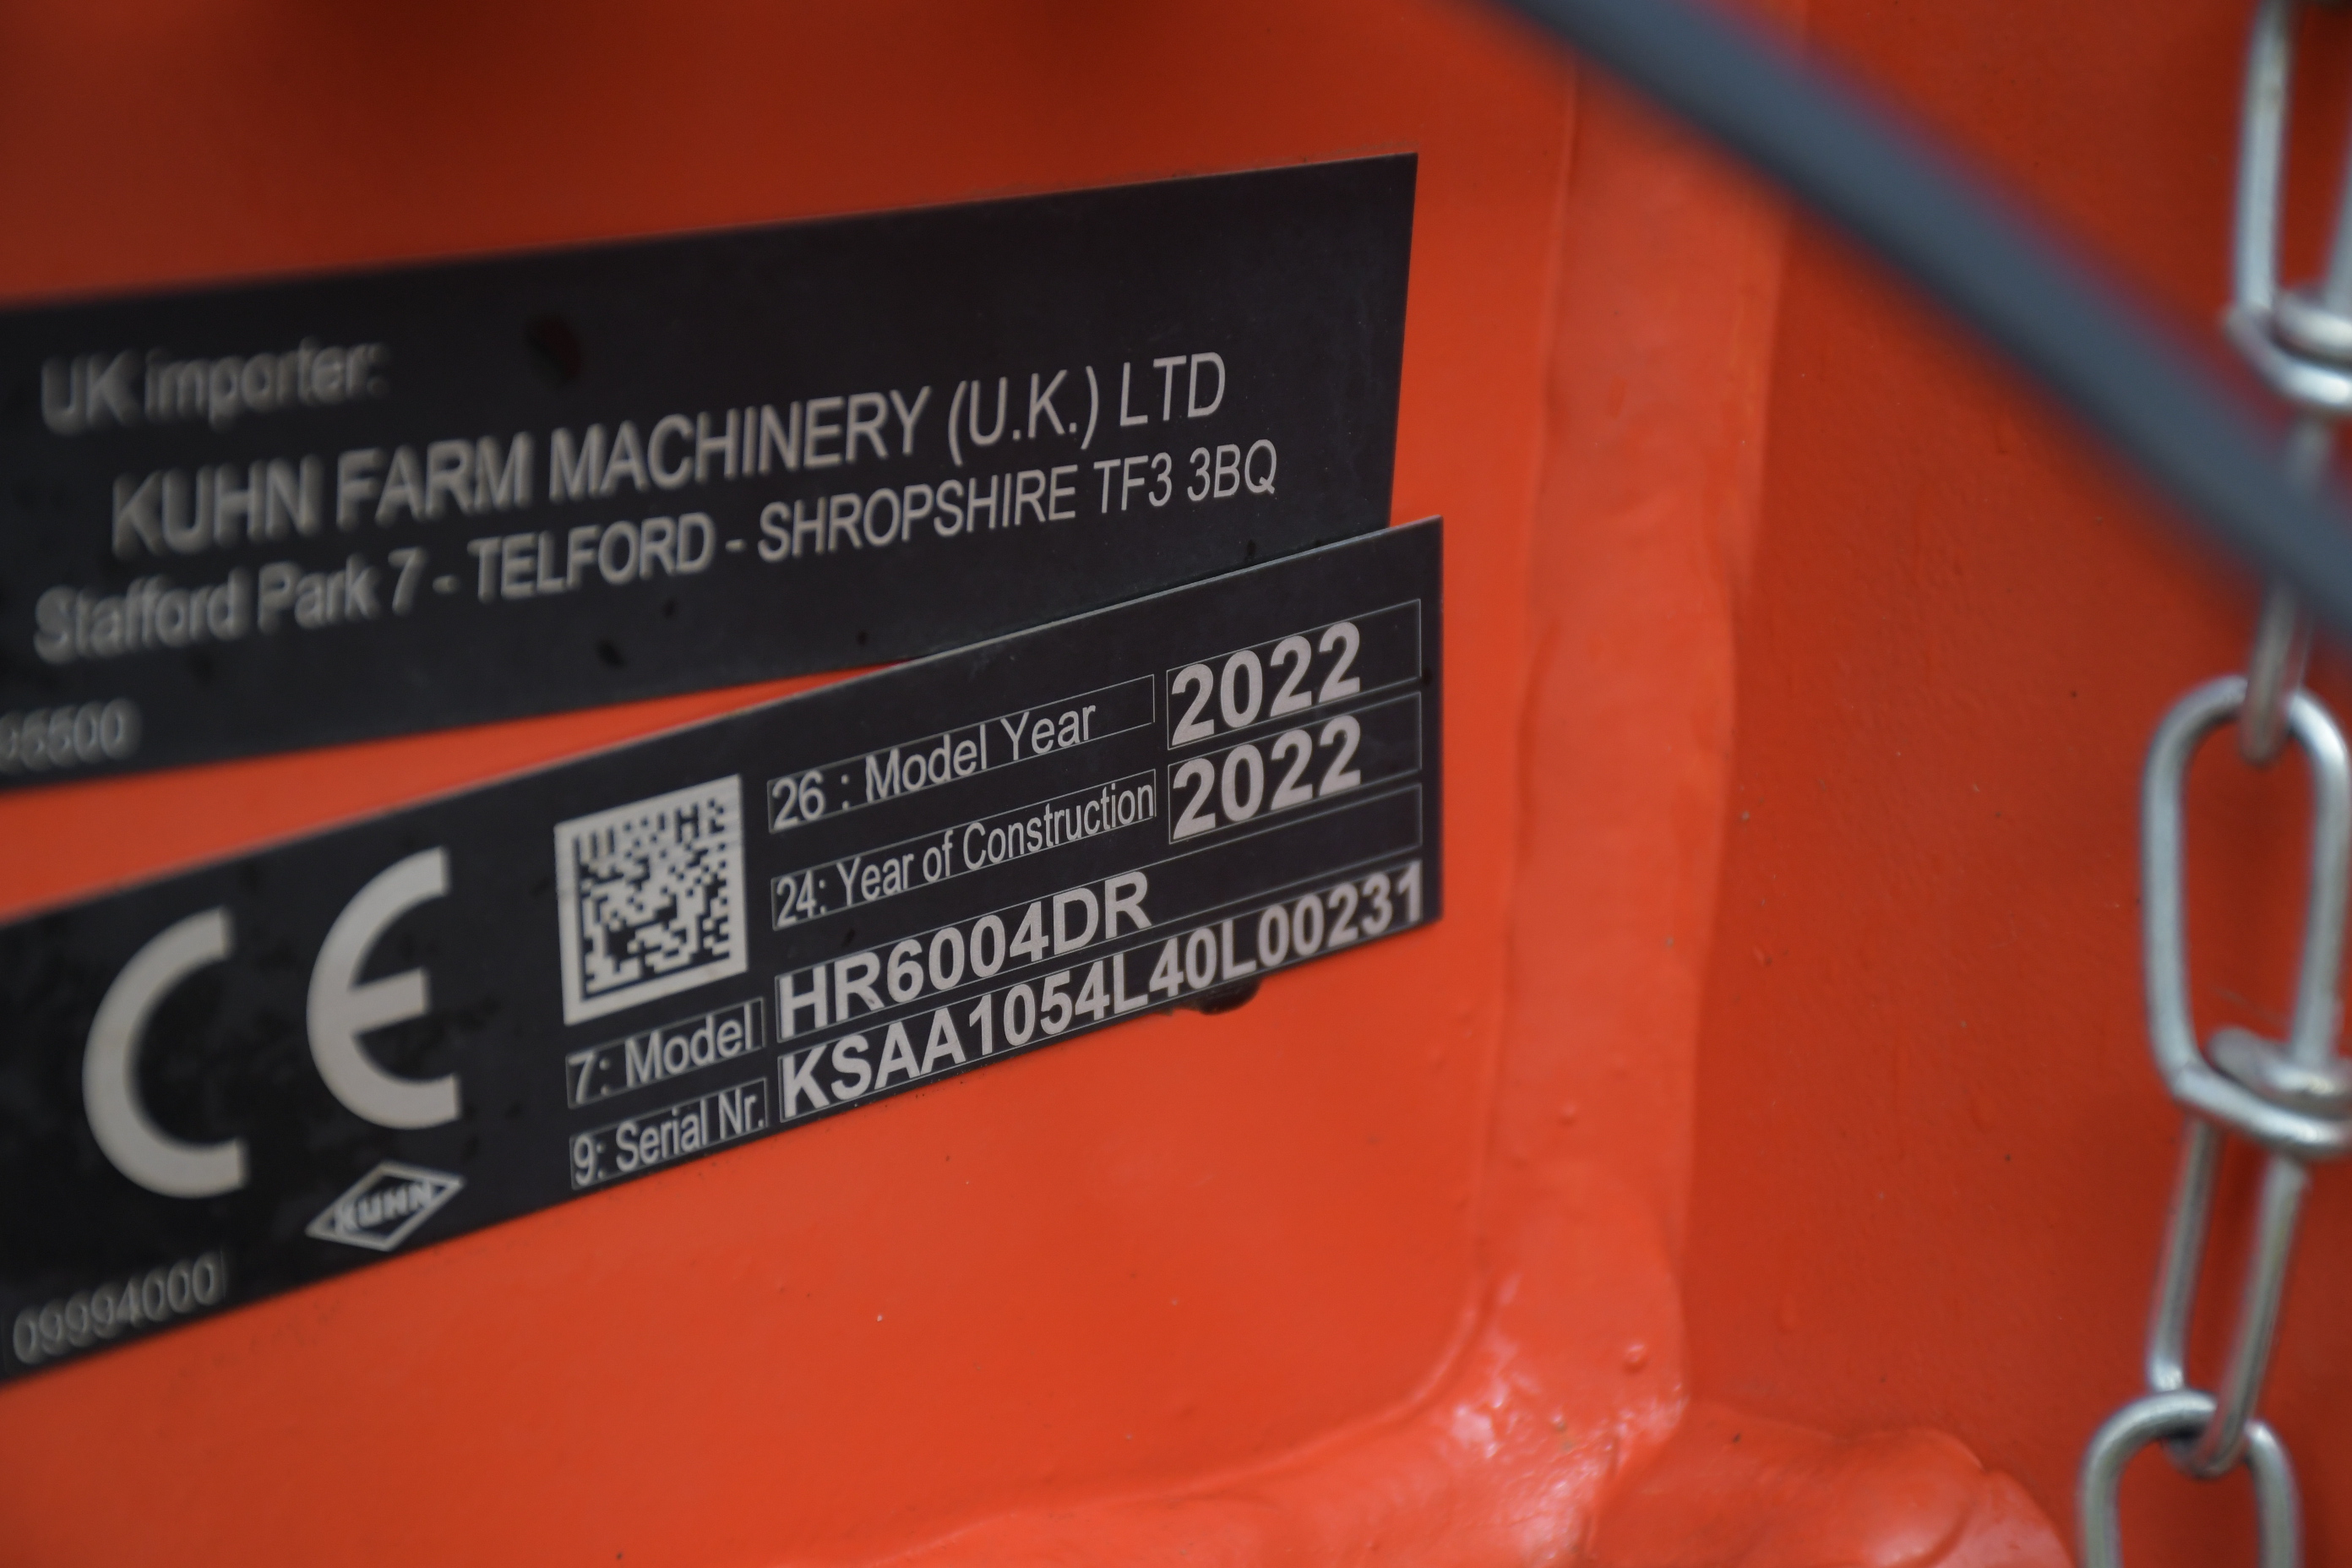 UK importer:
KUHN FARM MACHINERY (U.K.) LTD
Stafford Park 7 - TELFORD - SHROPSHIRE TF3 3BQ
95500
26 : Model Year 2022
24: Year of Construction 2022
7: Model HR6004DR
9: Serial Nr. KSAA1054L40L00231
CE
KUHN
09994000